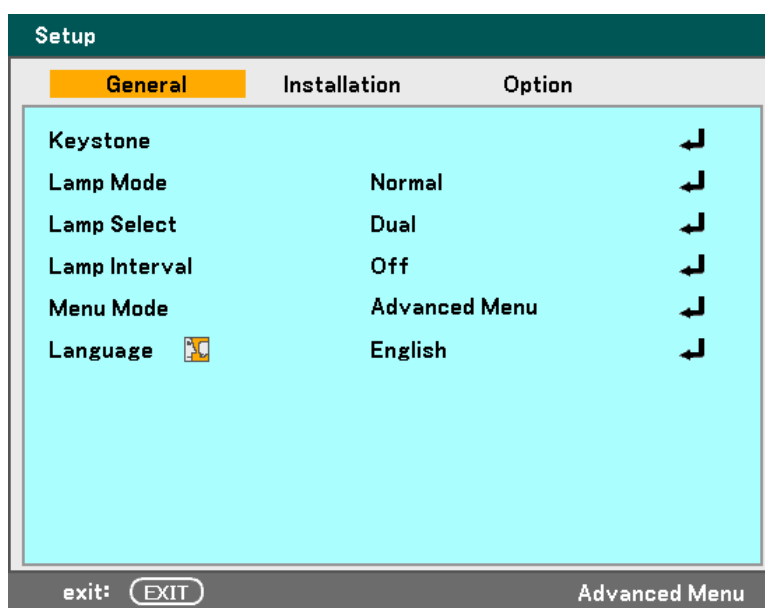 Setup
General Installation Option
Keystone
Lamp Mode Normal
Lamp Select Dual
Lamp Interval Off
Menu Mode Advanced Menu
Language English
exit: EXIT Advanced Menu